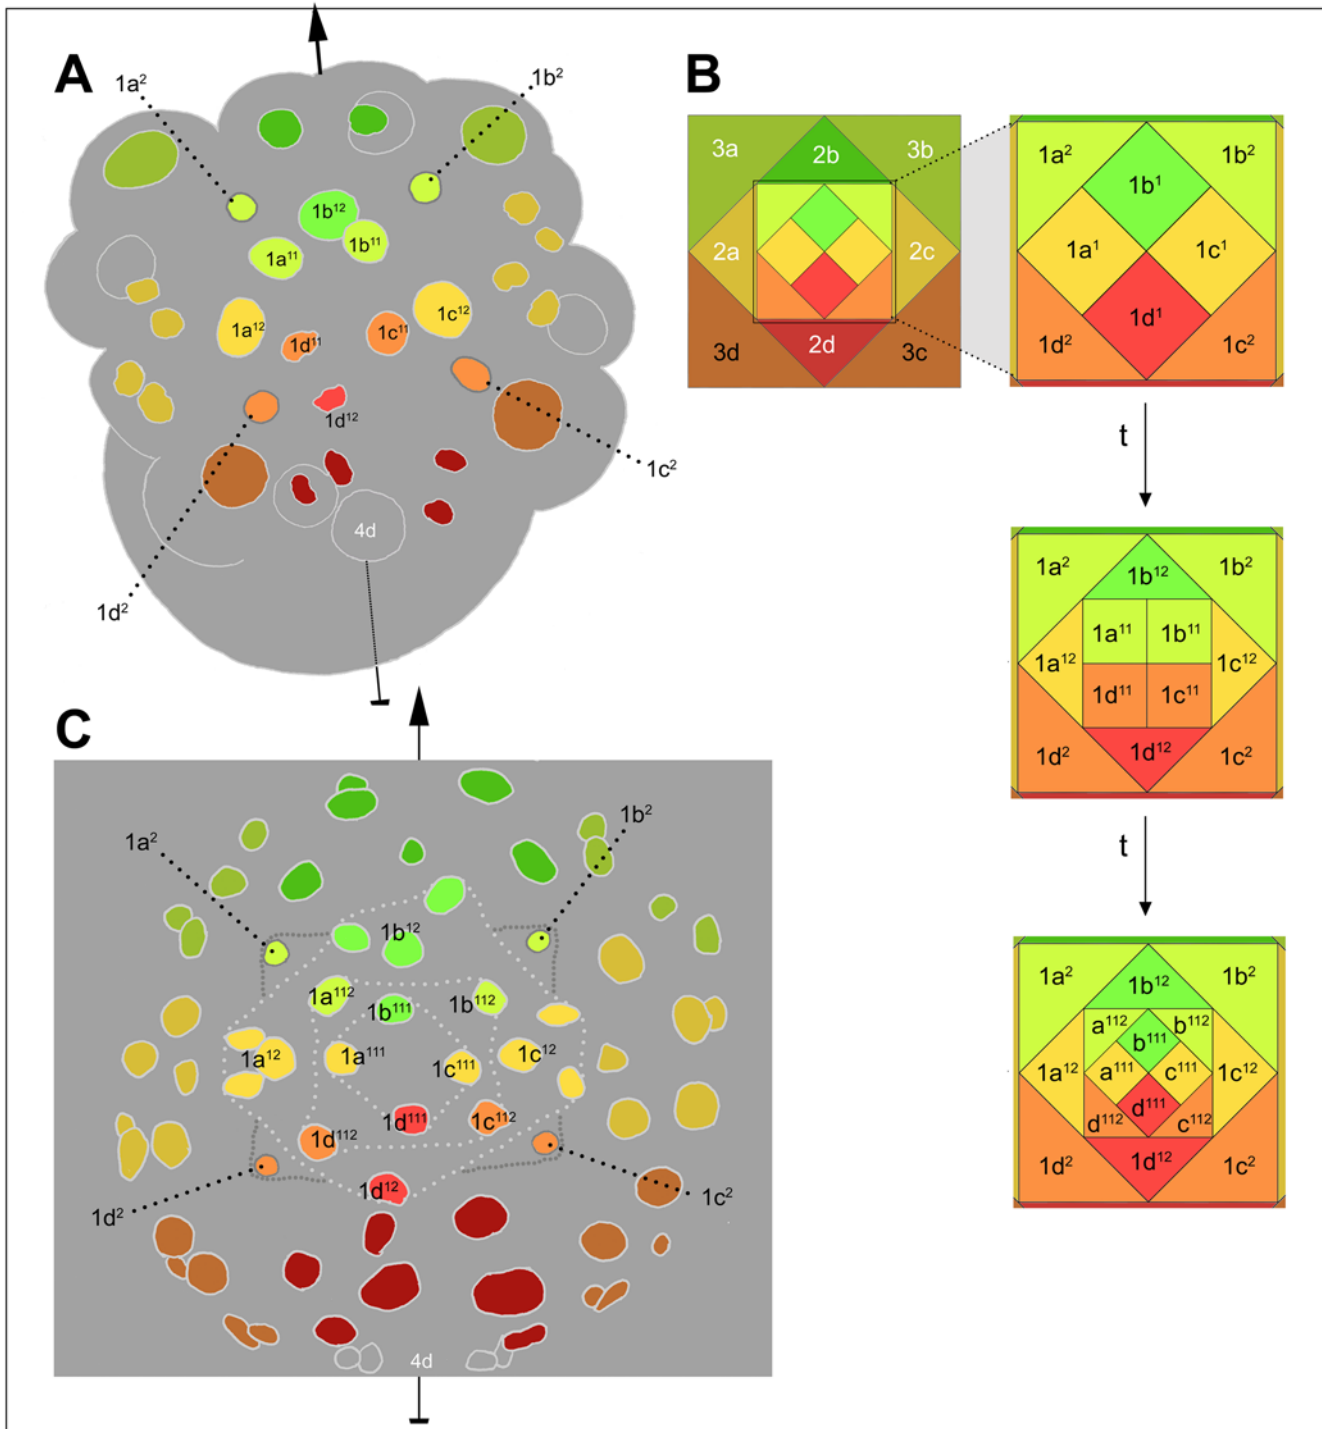 A
1a²
1b²
1b¹²
1b¹¹
1a¹¹
1a¹²
1c¹²
1c¹¹
1d¹¹
1d¹²
1c²
4d
1d²
B
3a 2b 3b
2a 2c
3d 2d 3c
1a² 1b²
1b¹
1a¹ 1c¹
1d¹
1d² 1c²
t
1a² 1b¹² 1b²
1a¹¹ 1b¹¹
1a¹² 1c¹²
1d¹¹ 1c¹¹
1d² 1d¹² 1c²
t
1a² 1b¹² 1b²
a¹¹² b¹¹²
b¹¹¹
1a¹² a¹¹¹ c¹¹¹ 1c¹²
d¹¹¹
d¹¹² c¹¹²
1d² 1d¹² 1c²
C
1a²
1b²
1b¹²
1a¹¹² 1b¹¹²
1b¹¹¹
1a¹² 1a¹¹¹ 1c¹¹¹ 1c¹²
1d¹¹¹ 1c¹¹²
1d¹¹²
1d¹²
1d²
1c²
4d